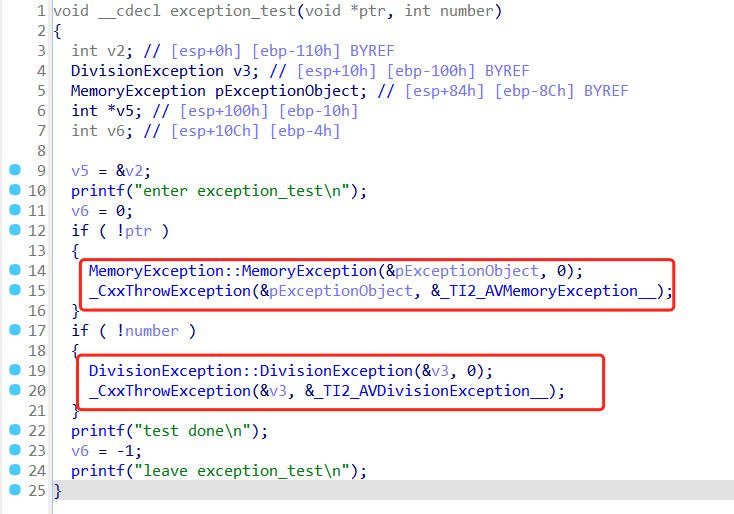 1 void __cdecl exception_test(void *ptr, int number)
2 {
3 int v2; // [esp+0h] [ebp-110h] BYREF
4 DivisionException v3; // [esp+10h] [ebp-100h] BYREF
5 MemoryException pExceptionObject; // [esp+84h] [ebp-8Ch] BYREF
6 int *v5; // [esp+100h] [ebp-10h]
7 int v6; // [esp+10Ch] [ebp-4h]
8
9 v5 = &v2;
10 printf("enter exception_test\n");
11 v6 = 0;
12 if ( !ptr )
13 {
14 MemoryException::MemoryException(&pExceptionObject, 0);
15 _CxxThrowException(&pExceptionObject, &_TI2_AVMemoryException__);
16 }
17 if ( !number )
18 {
19 DivisionException::DivisionException(&v3, 0);
20 _CxxThrowException(&v3, &_TI2_AVDivisionException__);
21 }
22 printf("test done\n");
23 v6 = -1;
24 printf("leave exception_test\n");
25 }